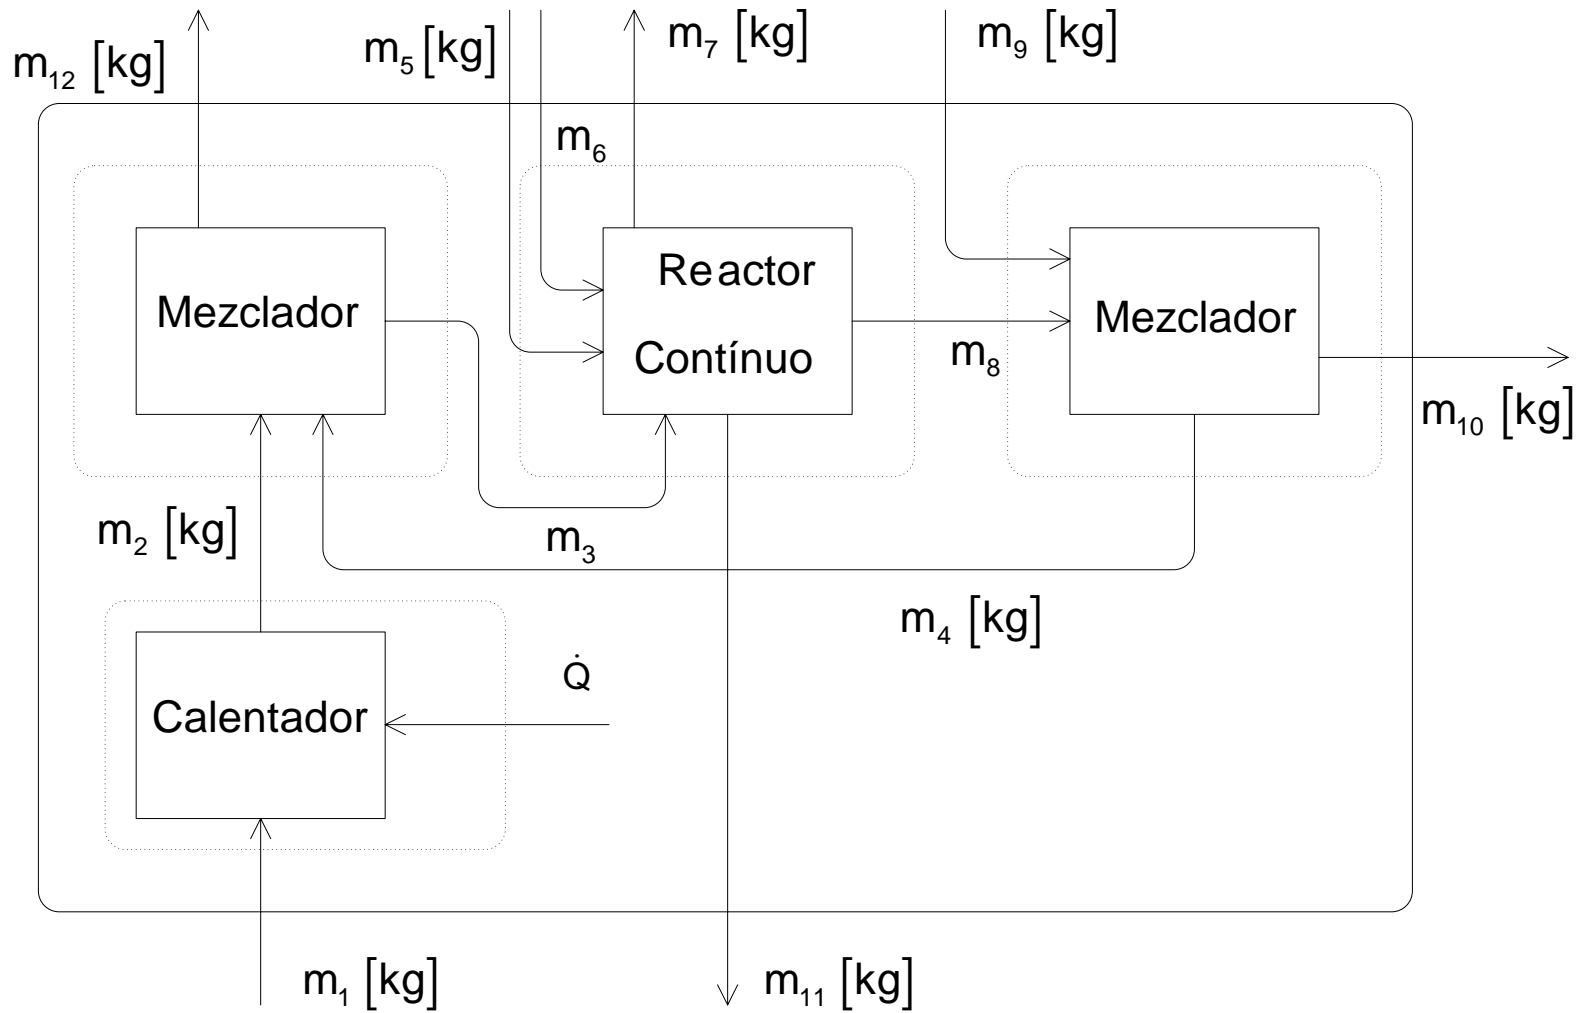 m₁₂ [kg]
m₅ [kg]
m₇ [kg]
m₉ [kg]
m₆
Mezclador
Reactor
Contínuo
Mezclador
m₈
m₁₀ [kg]
m₂ [kg]
m₃
m₄ [kg]
Q̇
Calentador
m₁ [kg]
m₁₁ [kg]